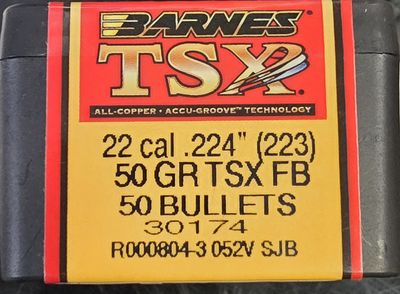 BARNES
TSX
ALL-COPPER • ACCU-GROOVE™ TECHNOLOGY
22 cal .224" (223)
50 GR TSX FB
50 BULLETS
30174
R000804-3 052V SJB